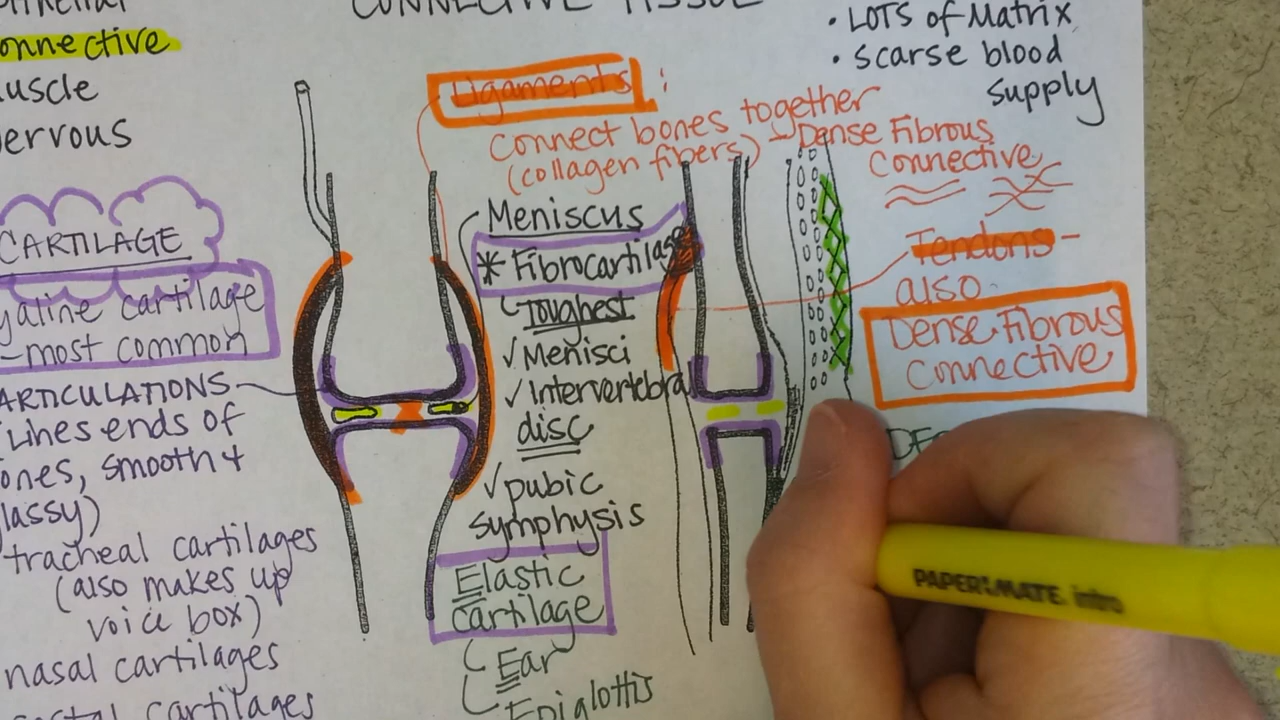 CONNECTIVE TISSUE
onnective
uscle
ervous
• LOTS of Matrix
• scarse blood
supply
Ligaments :
Connect bones together
(collagen fibers) - Dense Fibrous
Connective
CARTILAGE
yaline cartilage
- most common
ARTICULATIONS
Lines ends of
ones, smooth +
lassy)
tracheal cartilages
(also makes up
voice box)
nasal cartilages
cartilages
Meniscus
* Fibrocartilage
Toughest
✓ Menisci
✓ Intervertebral
disc
✓ pubic
symphysis
Elastic
cartilage
Ear
Epiglottis
Tendons -
also
Dense Fibrous
Connective
PAPER MATE intro